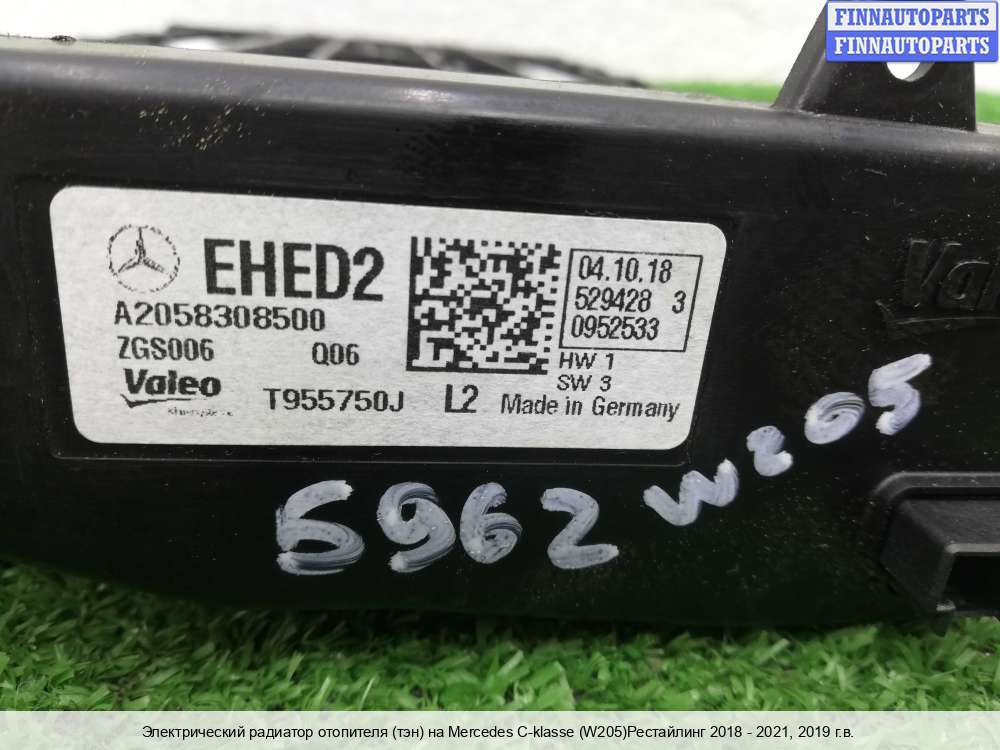 FINNAUTOPARTS
FINNAUTOPARTS
EHED2
A2058308500
ZGS006 Q06
Valeo
T955750J L2
04.10.18
529428 3
0952533
HW 1
SW 3
Made in Germany
5962 W205
Электрический радиатор отопителя (тэн) на Mercedes C-klasse (W205)Рестайлинг 2018 - 2021, 2019 г.в.